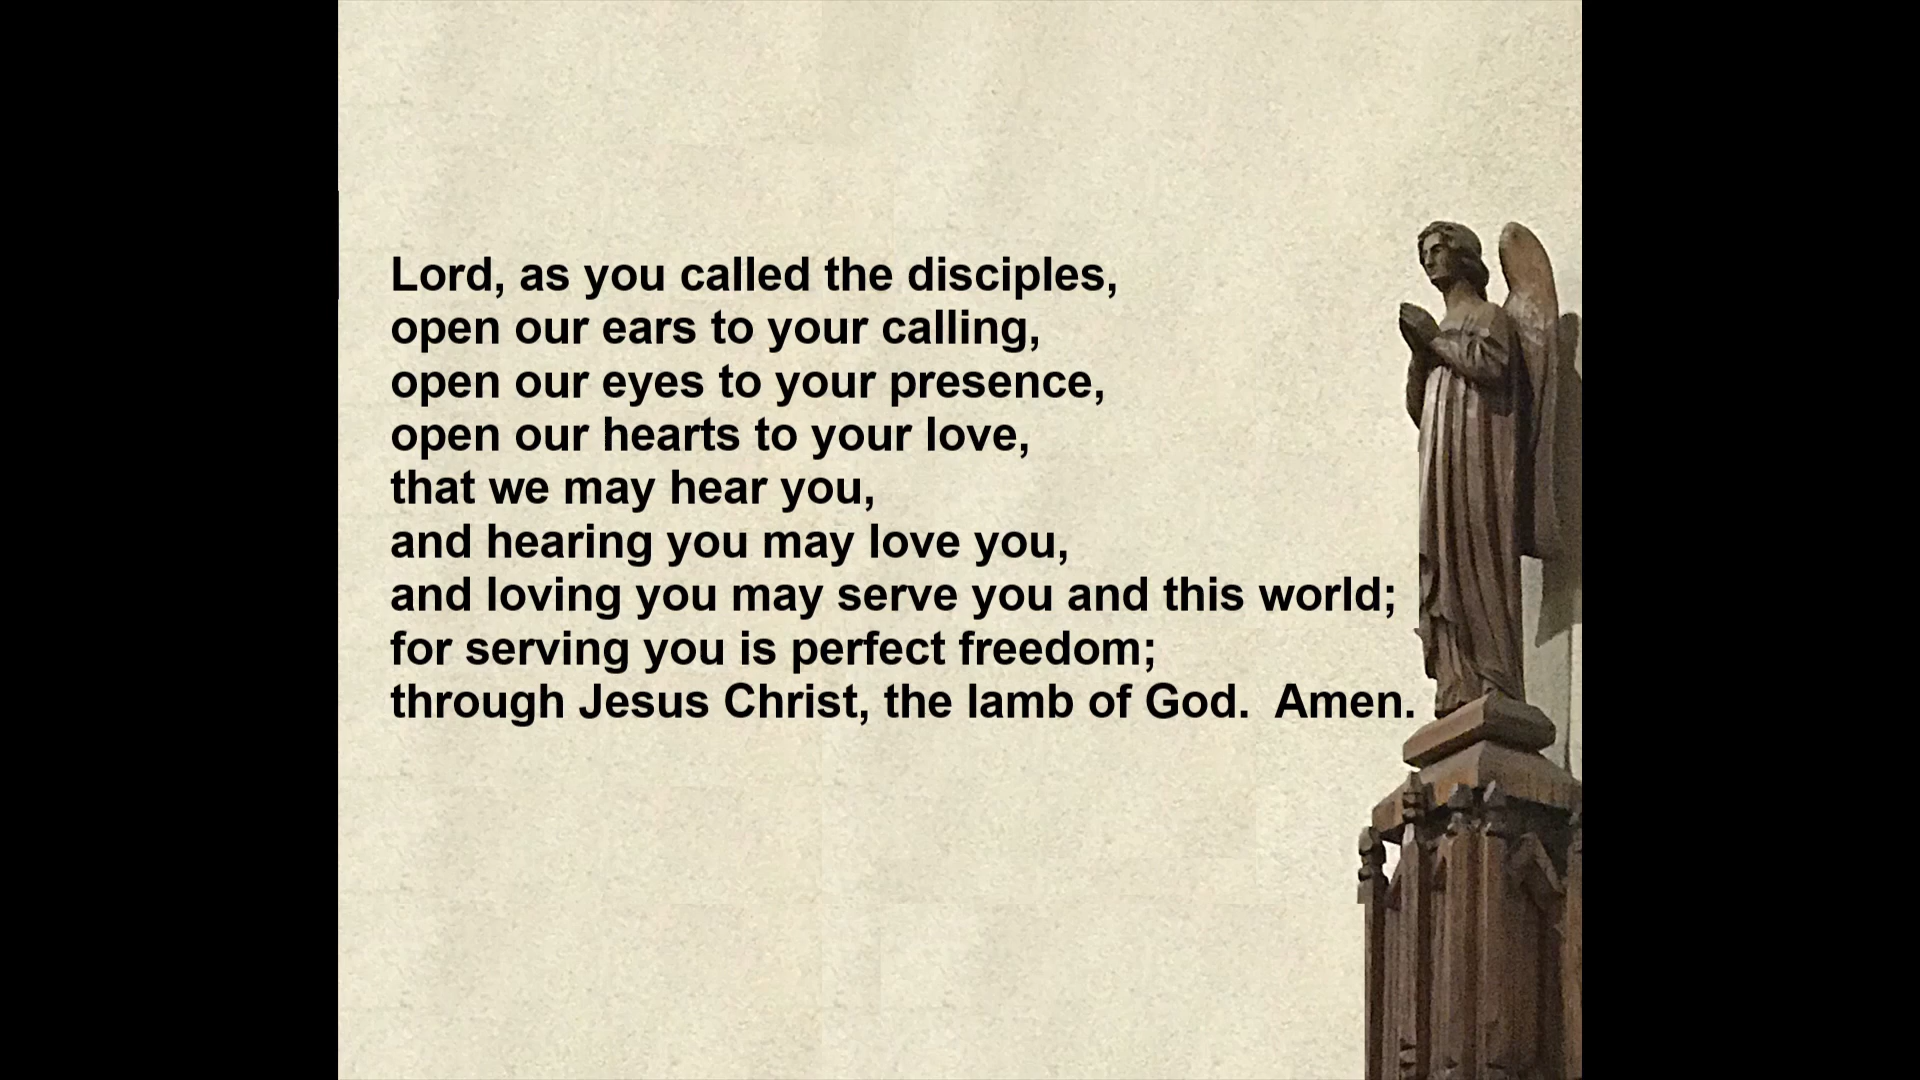 Lord, as you called the disciples,
open our ears to your calling,
open our eyes to your presence,
open our hearts to your love,
that we may hear you,
and hearing you may love you,
and loving you may serve you and this world;
for serving you is perfect freedom;
through Jesus Christ, the lamb of God.  Amen.